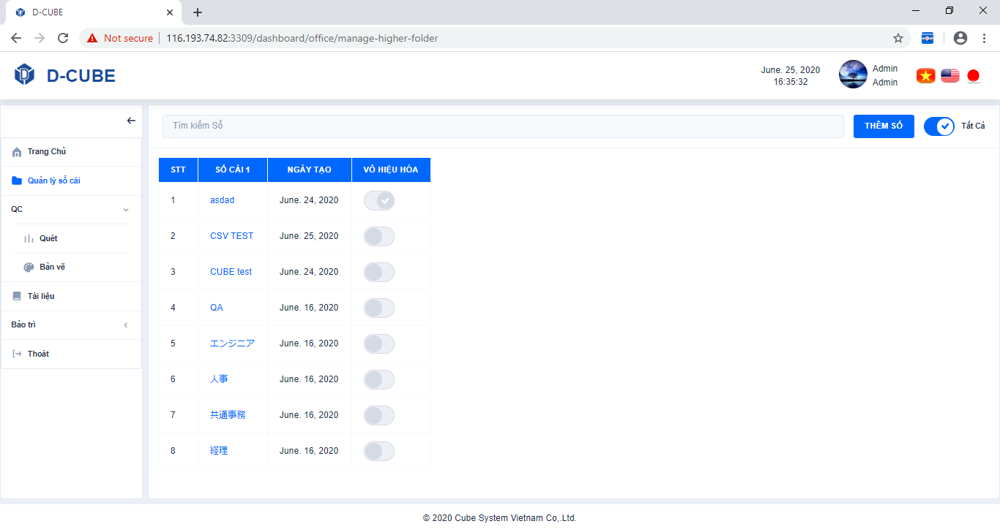 D-CUBE
Not secure
116.193.74.82:3309/dashboard/office/manage-higher-folder
D-CUBE
June. 25, 2020
16:35:32
Admin
Admin
Tìm kiếm Sổ
THÊM SỔ
Tất Cả
Trang Chủ
Quản lý sổ cái
QC
Quét
Bản vẽ
Tài liệu
Bảo trì
Thoát
STT SỔ CÁI 1 NGÀY TẠO VÔ HIỆU HÓA
1 asdad June. 24, 2020
2 CSV TEST June. 25, 2020
3 CUBE test June. 24, 2020
4 QA June. 16, 2020
5 エンジニア June. 16, 2020
6 人事 June. 16, 2020
7 共通事務 June. 16, 2020
8 経理 June. 16, 2020
© 2020 Cube System Vietnam Co,.Ltd.